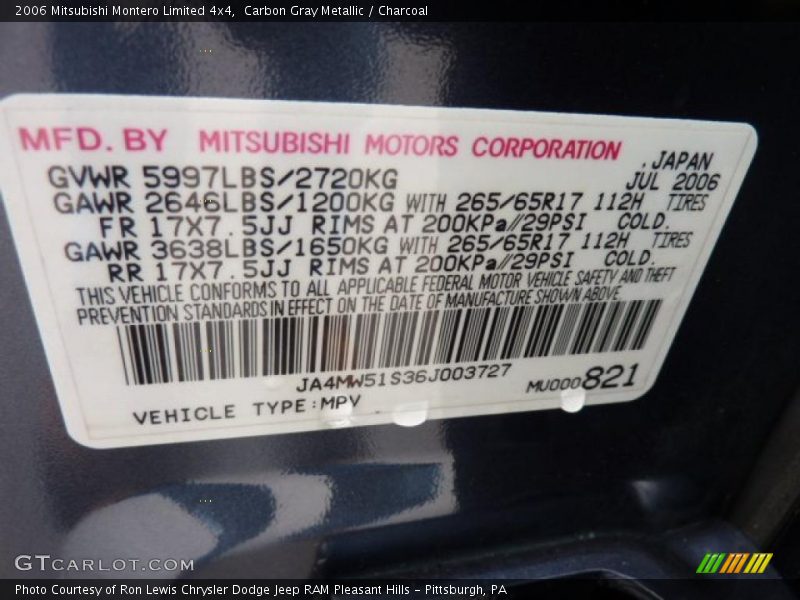 2006 Mitsubishi Montero Limited 4x4, Carbon Gray Metallic / Charcoal
MFD. BY MITSUBISHI MOTORS CORPORATION
.JAPAN
GVWR 5997LBS/2720KG JUL 2006
GAWR 2646LBS/1200KG WITH 265/65R17 112H TIRES
FR 17X7.5JJ RIMS AT 200KPa//29PSI COLD.
GAWR 3638LBS/1650KG WITH 265/65R17 112H TIRES
RR 17X7.5JJ RIMS AT 200KPa//29PSI COLD.
THIS VEHICLE CONFORMS TO ALL APPLICABLE FEDERAL MOTOR VEHICLE SAFETY AND THEFT
PREVENTION STANDARDS IN EFFECT ON THE DATE OF MANUFACTURE SHOWN ABOVE.
JA4MW51S36J003727 MU000821
VEHICLE TYPE:MPV
GTCARLOT.COM
Photo Courtesy of Ron Lewis Chrysler Dodge Jeep RAM Pleasant Hills - Pittsburgh, PA